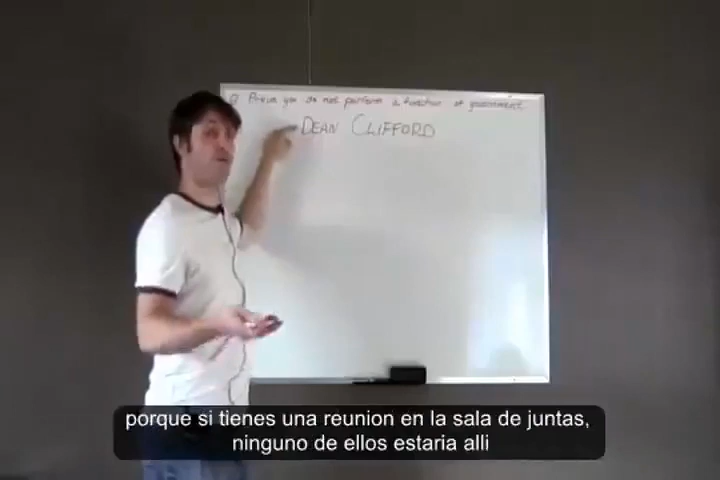 Prove you do not perform a function of government
DEAN CLIFFORD
porque si tienes una reunion en la sala de juntas,
ninguno de ellos estaria alli